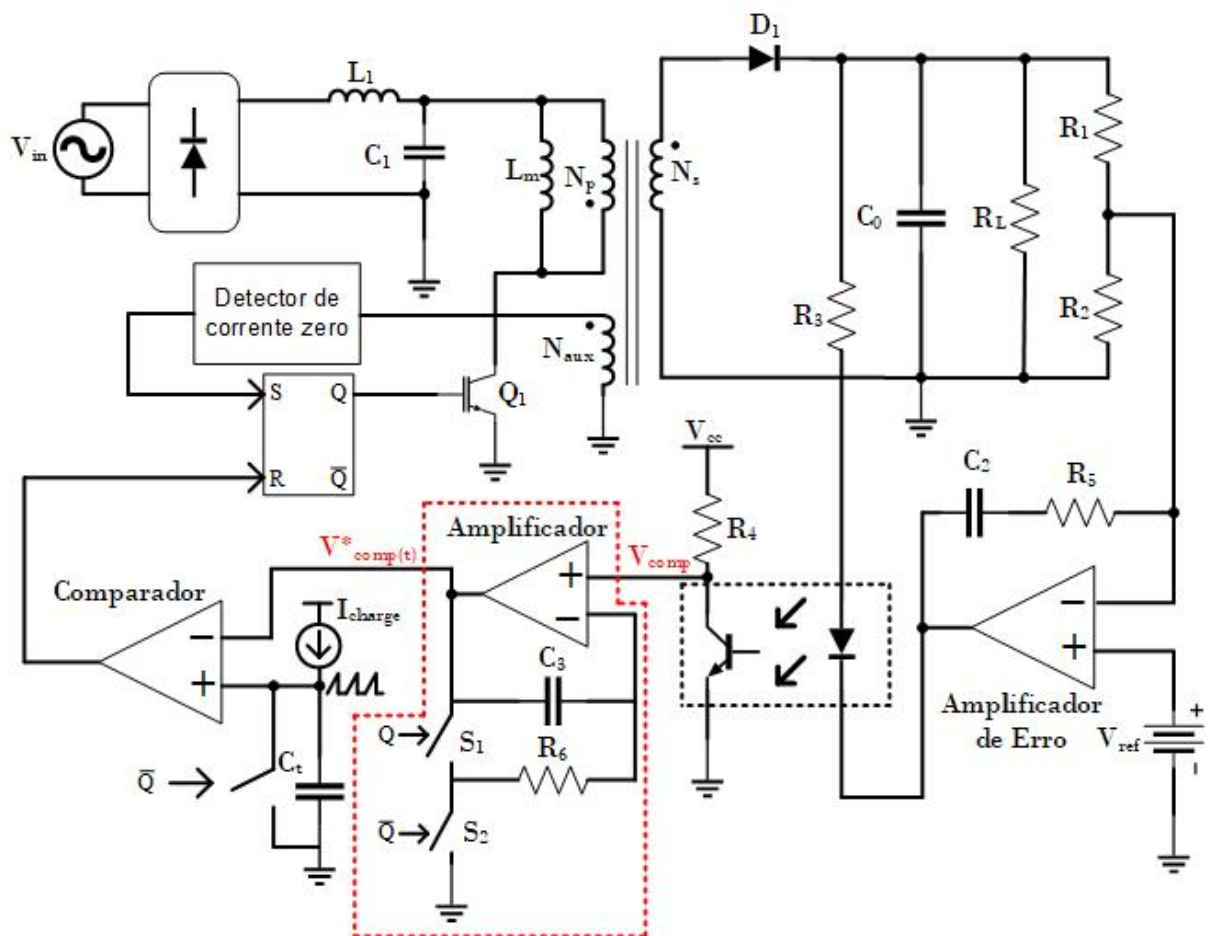 D1
L1
Vin
C1
Lm
Np
Ns
C0
RL
R1
R2
R3
Detector de
corrente zero
Naux
S
Q
R
Q̅
Q1
Vcc
R4
C2
R5
Amplificador
V*comp(t)
Vcomp
Comparador
Icharge
+
−
−
+
−
+
C3
Q
S1
R6
Q̅
Ct
Q̅
S2
Amplificador
de Erro
Vref
+
-